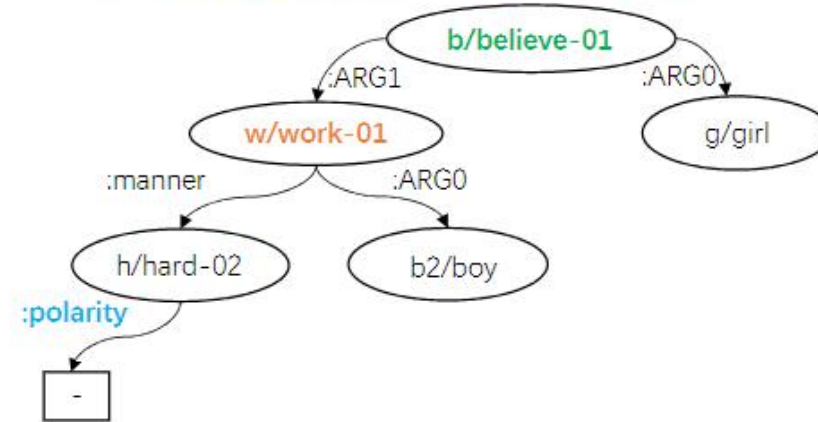 b/believe-01
:ARG1
:ARG0
w/work-01
g/girl
:manner
:ARG0
h/hard-02
b2/boy
:polarity
-